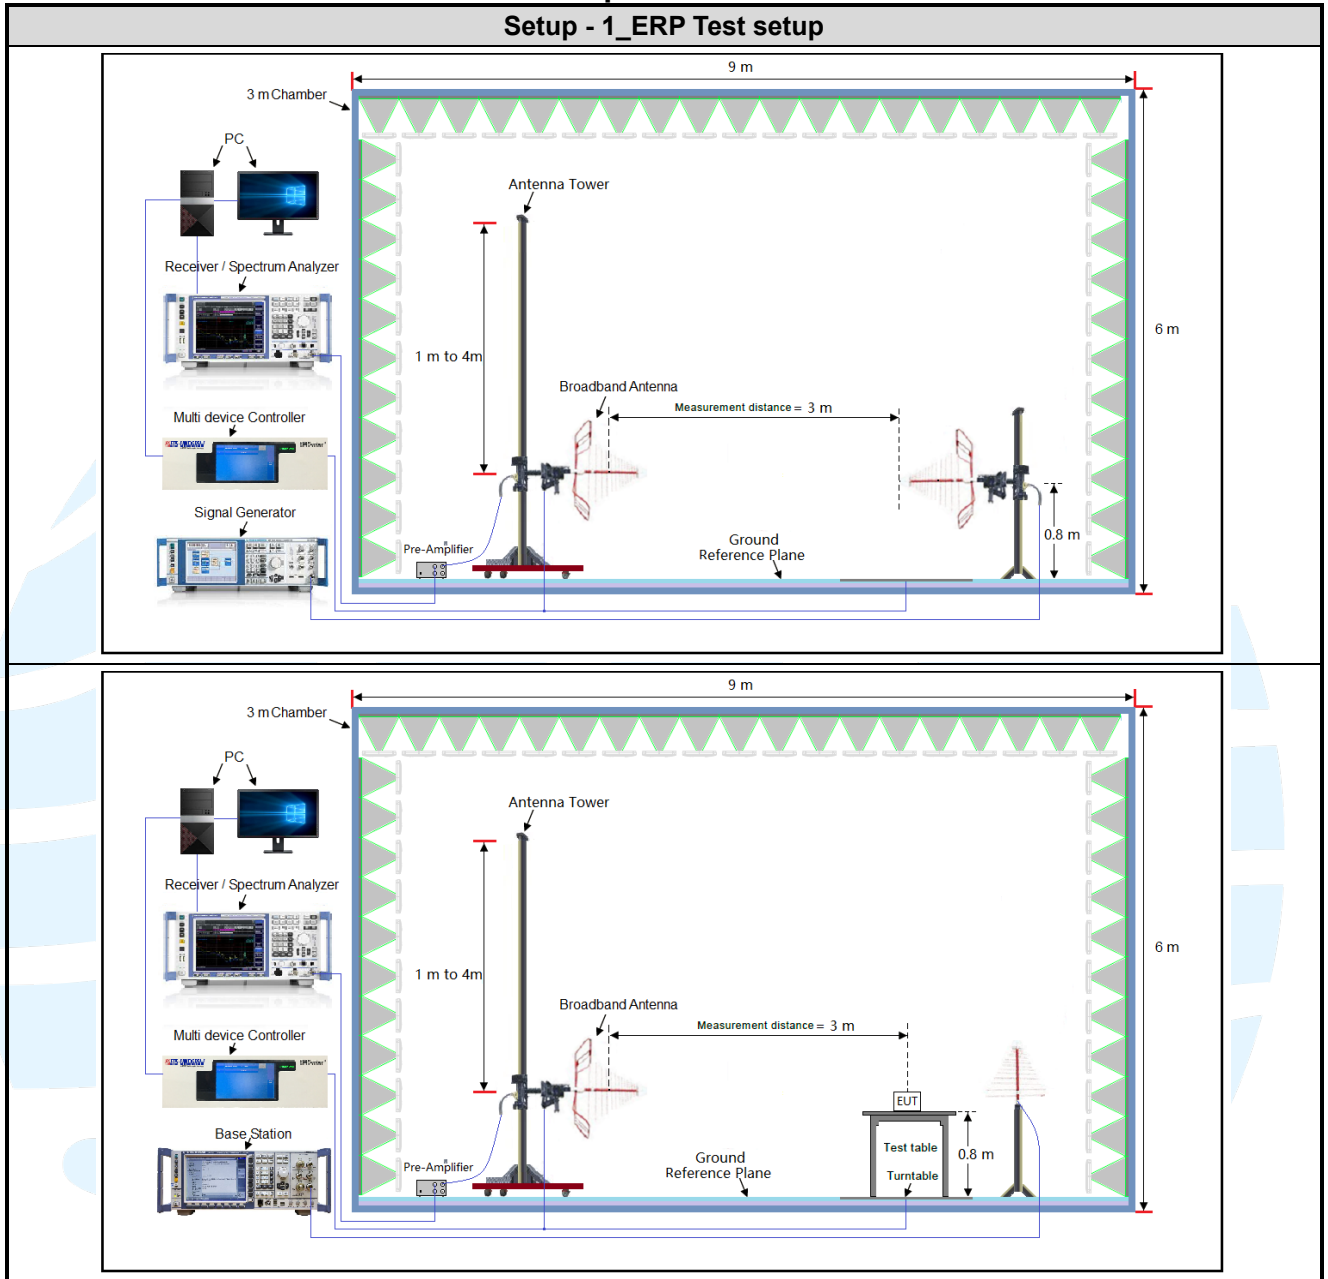 Setup - 1_ERP Test setup
9 m
3 m Chamber
PC
Antenna Tower
Receiver / Spectrum Analyzer
6 m
1 m to 4m
Broadband Antenna
Measurement distance = 3 m
Multi device Controller
Signal Generator
0.8 m
Ground
Reference Plane
Pre-Amplifier
9 m
3 m Chamber
PC
Antenna Tower
Receiver / Spectrum Analyzer
6 m
1 m to 4m
Broadband Antenna
Measurement distance = 3 m
Multi device Controller
EUT
Base Station
Test table
0.8 m
Ground
Reference Plane
Pre-Amplifier
Turntable